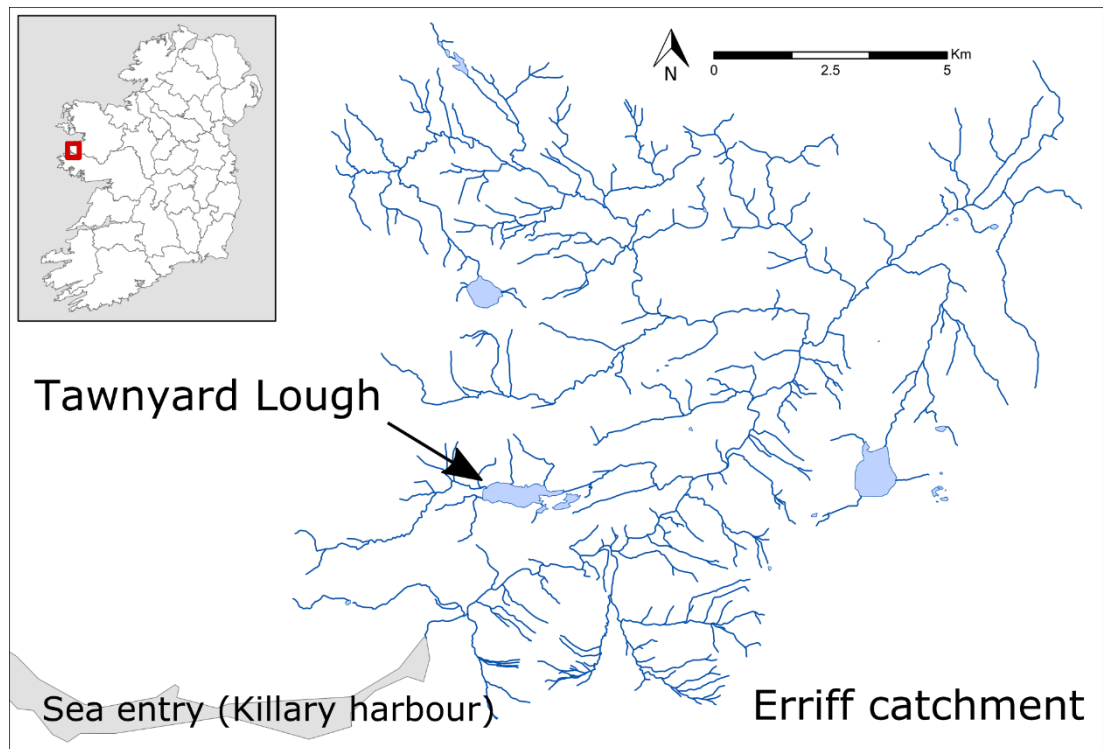 N
Km
0
2.5
5
Tawnyard Lough
Sea entry (Killary harbour)
Erriff catchment